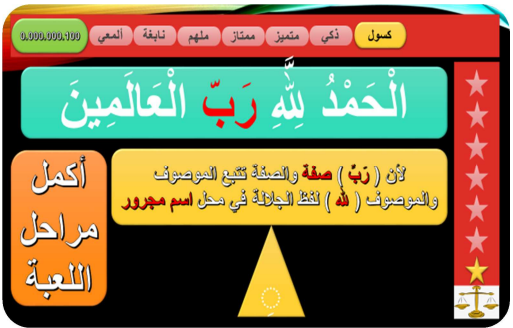 0.000.000.100 ألمعي نابغة ملهم ممتاز متميز ذكي كسول
الْحَمْدُ لِلَّهِ رَبّ الْعَالَمِينَ
لأن ( رَبِّ ) صفة والصفة تتبع الموصوف
والموصوف ( لله ) لفظ الجلالة في محل اسم مجرور
أكمل
مراحل
اللعبة